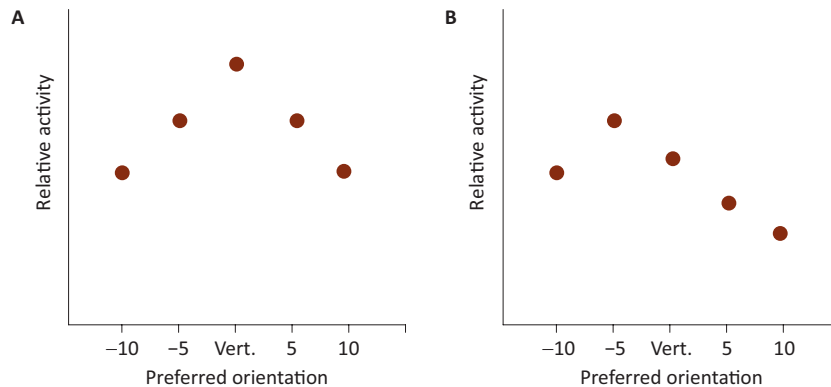 A
Relative activity
−10 −5 Vert. 5 10
Preferred orientation
B
Relative activity
−10 −5 Vert. 5 10
Preferred orientation